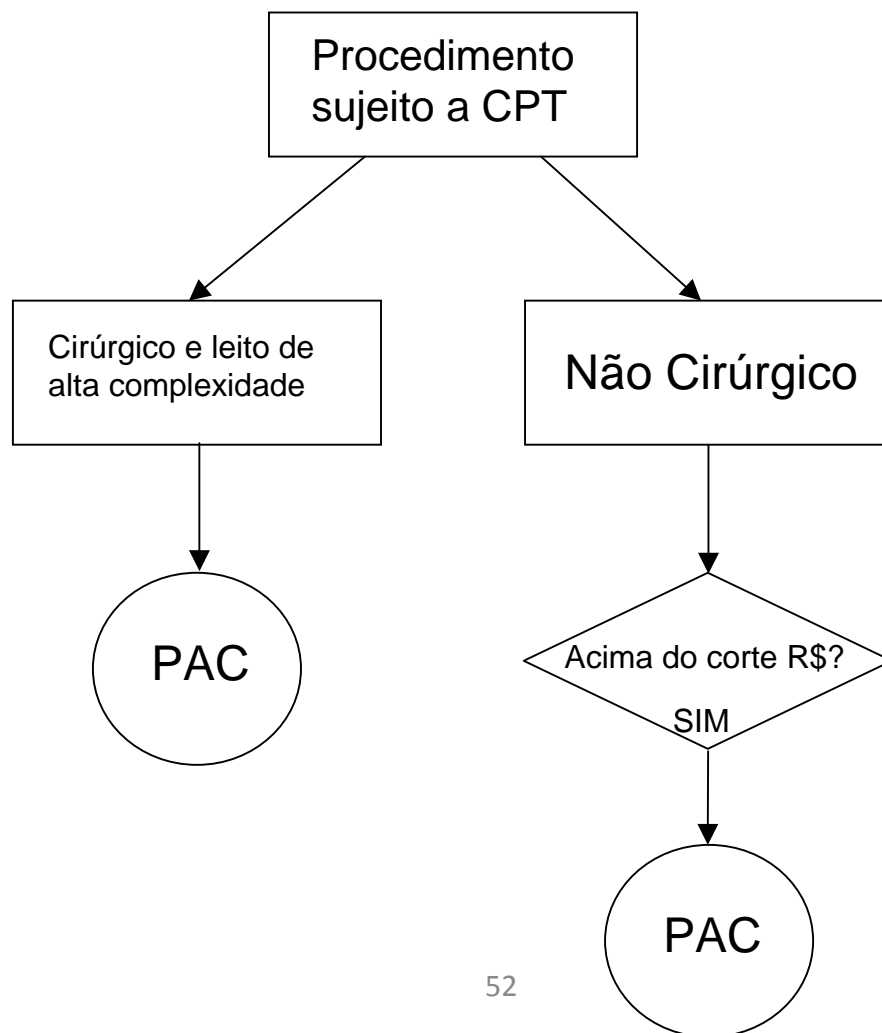 Procedimento
sujeito a CPT
Cirúrgico e leito de
alta complexidade
Não Cirúrgico
PAC
Acima do corte R$?
SIM
PAC
52